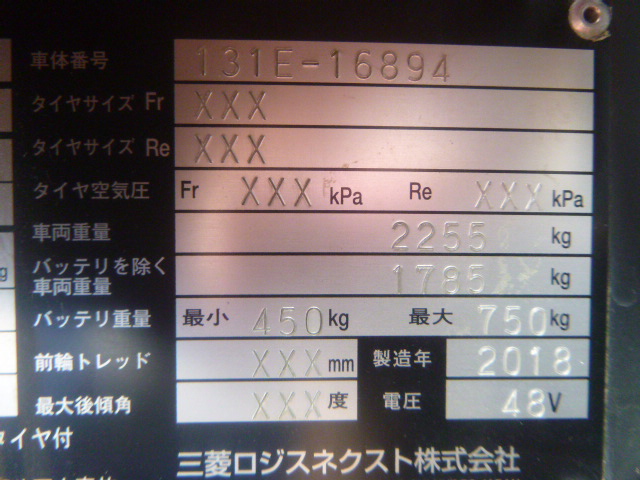 車体番号 131E-16894
タイヤサイズ Fr XXX
タイヤサイズ Re XXX
タイヤ空気圧 Fr XXX kPa Re XXX kPa
車両重量 2255 kg
バッテリを除く
車両重量 1785 kg
バッテリ重量 最小 450 kg 最大 750 kg
前輪トレッド XXX mm 製造年 2018
最大後傾角 XXX 度 電圧 48 V
タイヤ付
三菱ロジスネクスト株式会社